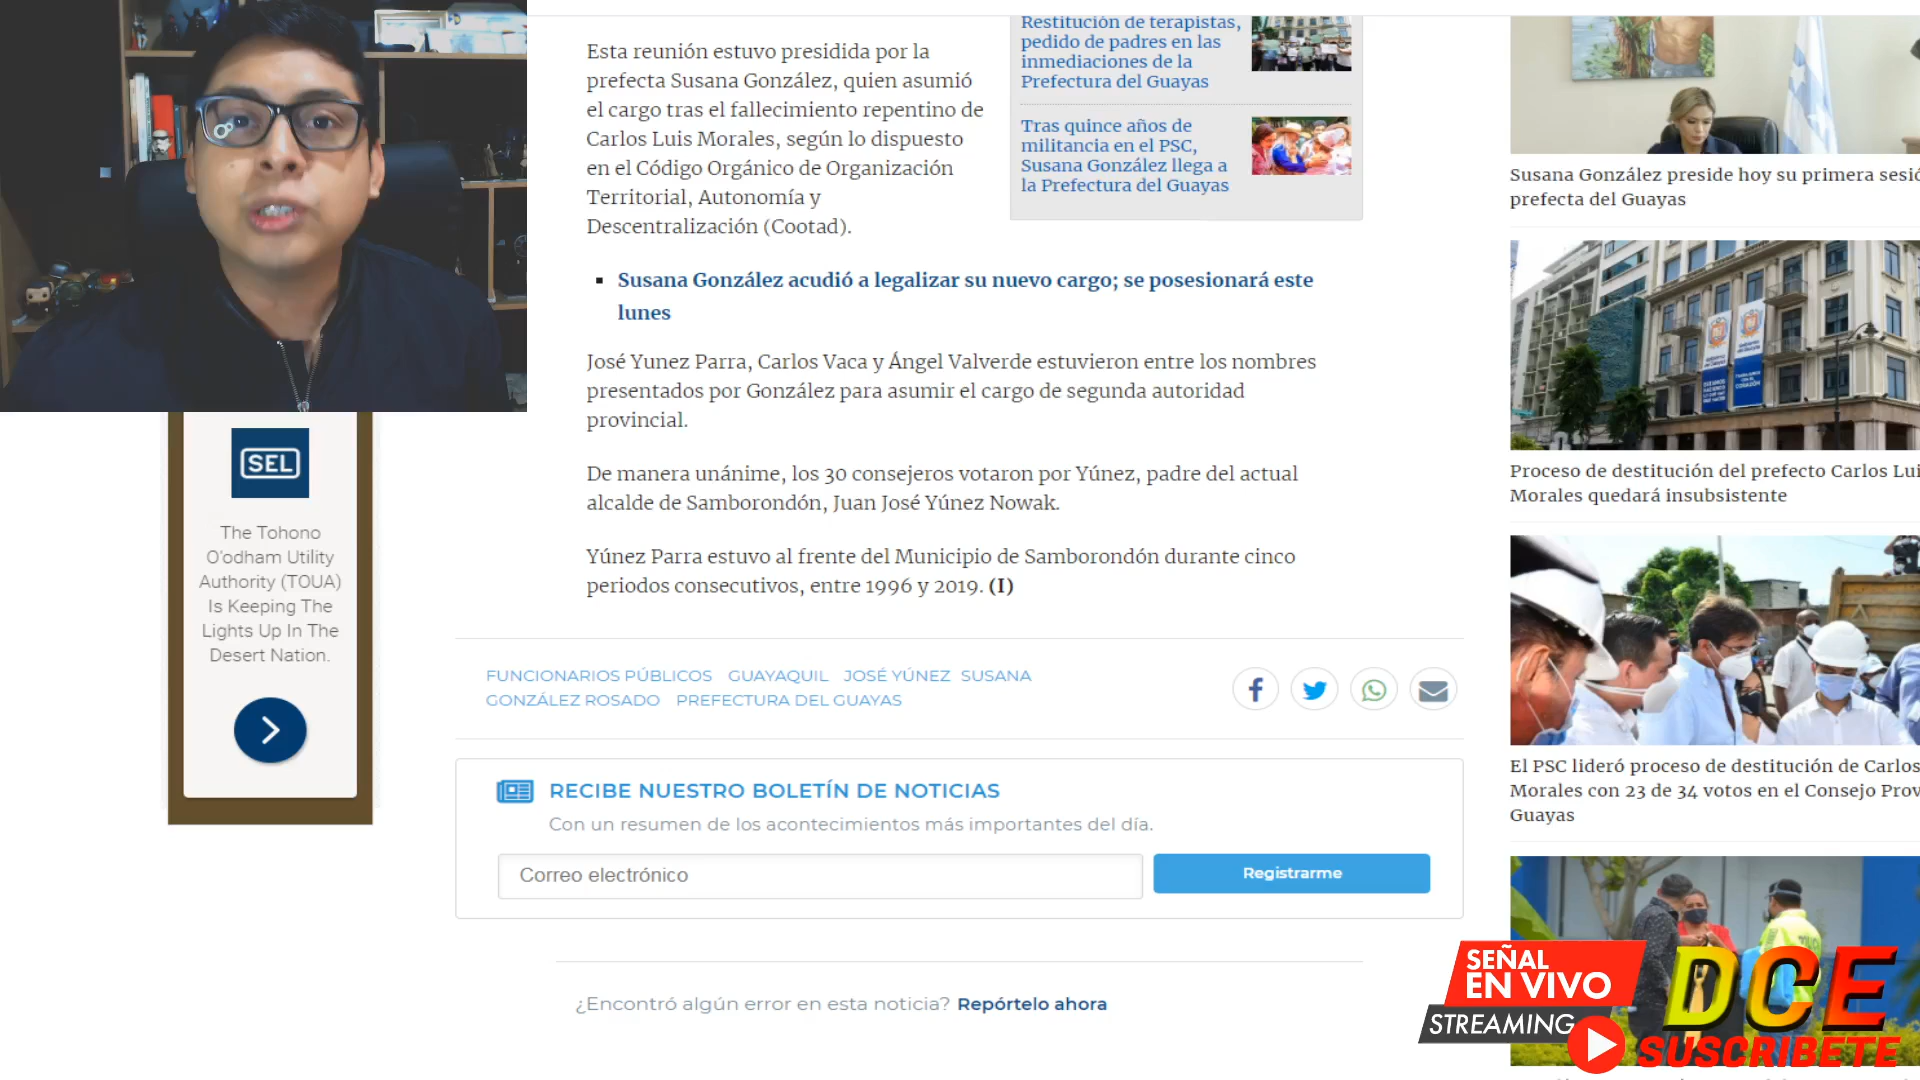 Esta reunión estuvo presidida por la
prefecta Susana González, quien asumió
el cargo tras el fallecimiento repentino de
Carlos Luis Morales, según lo dispuesto
en el Código Orgánico de Organización
Territorial, Autonomía y
Descentralización (Cootad).
Restitución de terapistas,
pedido de padres en las
inmediaciones de la
Prefectura del Guayas
Tras quince años de
militancia en el PSC,
Susana González llega a
la Prefectura del Guayas
Susana González acudió a legalizar su nuevo cargo; se posesionará este
lunes
José Yunez Parra, Carlos Vaca y Ángel Valverde estuvieron entre los nombres
presentados por González para asumir el cargo de segunda autoridad
provincial.
De manera unánime, los 30 consejeros votaron por Yúnez, padre del actual
alcalde de Samborondón, Juan José Yúnez Nowak.
Yúnez Parra estuvo al frente del Municipio de Samborondón durante cinco
periodos consecutivos, entre 1996 y 2019. (I)
SEL
The Tohono
O'odham Utility
Authority (TOUA)
Is Keeping The
Lights Up In The
Desert Nation.
FUNCIONARIOS PÚBLICOS GUAYAQUIL JOSÉ YÚNEZ SUSANA
GONZÁLEZ ROSADO PREFECTURA DEL GUAYAS
RECIBE NUESTRO BOLETÍN DE NOTICIAS
Con un resumen de los acontecimientos más importantes del día.
Correo electrónico
Registrarme
¿Encontró algún error en esta noticia? Repórtelo ahora
Susana González preside hoy su primera sesió
prefecta del Guayas
Proceso de destitución del prefecto Carlos Lui
Morales quedará insubsistente
El PSC lideró proceso de destitución de Carlos
Morales con 23 de 34 votos en el Consejo Prov
Guayas
SEÑAL
EN VIVO
STREAMING
DCE
SUSCRIBETE